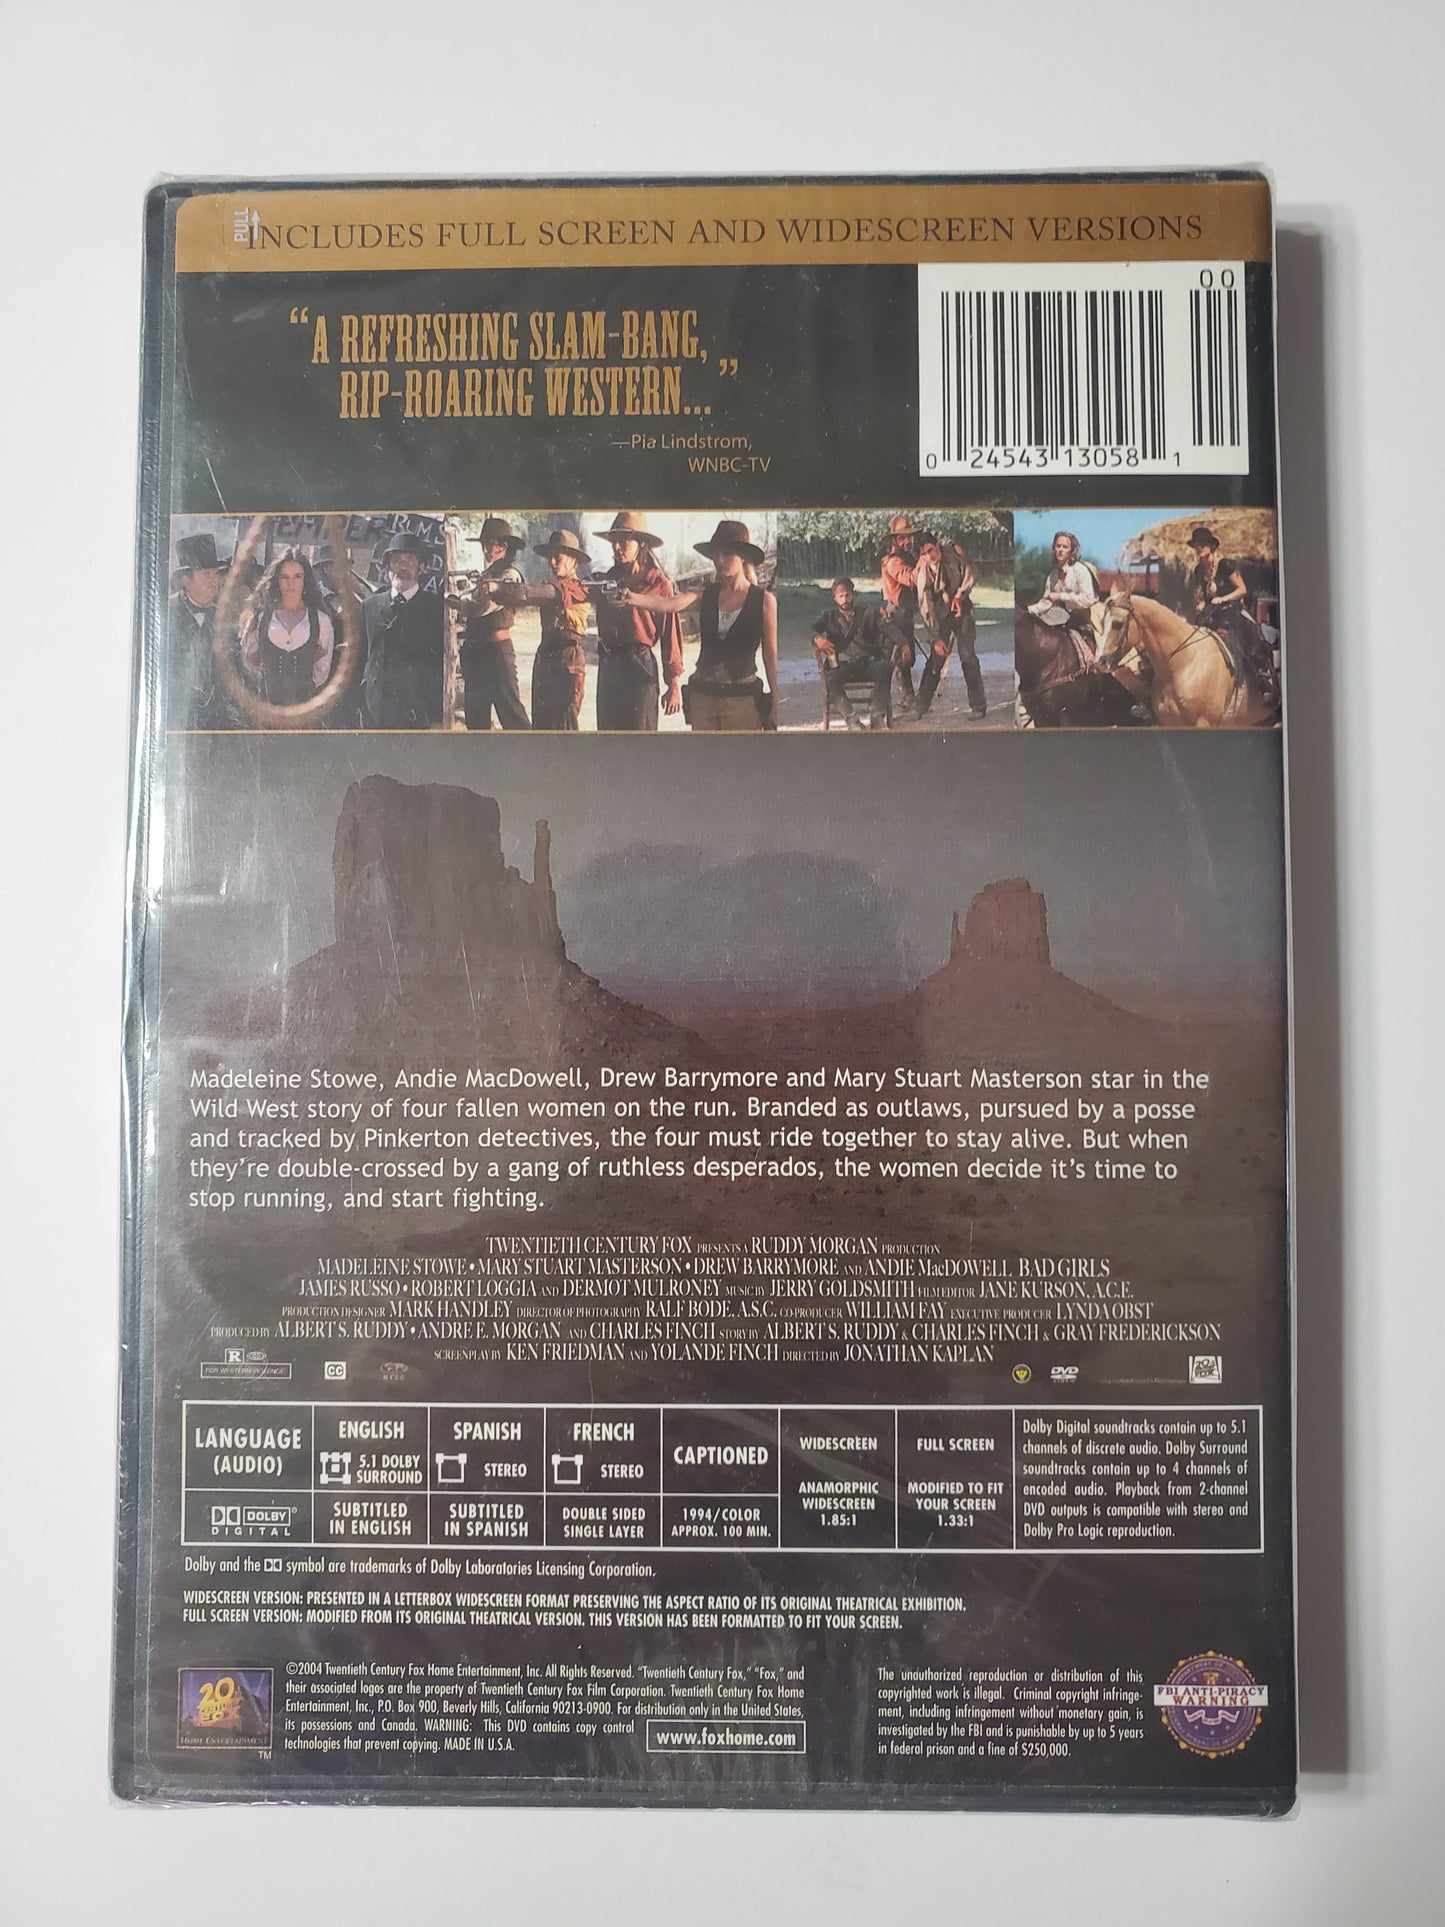 PULL
INCLUDES FULL SCREEN AND WIDESCREEN VERSIONS
00
0 24543 13058 1
“A REFRESHING SLAM-BANG,
RIP-ROARING WESTERN...”
—Pia Lindstrom,
WNBC-TV
Madeleine Stowe, Andie MacDowell, Drew Barrymore and Mary Stuart Masterson star in the
Wild West story of four fallen women on the run. Branded as outlaws, pursued by a posse
and tracked by Pinkerton detectives, the four must ride together to stay alive. But when
they’re double-crossed by a gang of ruthless desperados, the women decide it’s time to
stop running, and start fighting.
TWENTIETH CENTURY FOX PRESENTS A RUDDY MORGAN PRODUCTION
MADELEINE STOWE • MARY STUART MASTERSON • DREW BARRYMORE AND ANDIE MacDOWELL BAD GIRLS
JAMES RUSSO • ROBERT LOGGIA AND DERMOT MULRONEY MUSIC BY JERRY GOLDSMITH FILM EDITOR JANE KURSON, A.C.E.
PRODUCTION DESIGNER MARK HANDLEY DIRECTOR OF PHOTOGRAPHY RALF BODE, A.S.C. CO-PRODUCER WILLIAM FAY EXECUTIVE PRODUCER LYNDA OBST
PRODUCED BY ALBERT S. RUDDY • ANDRE E. MORGAN AND CHARLES FINCH STORY BY ALBERT S. RUDDY & CHARLES FINCH & GRAY FREDERICKSON
SCREENPLAY BY KEN FRIEDMAN AND YOLANDE FINCH DIRECTED BY JONATHAN KAPLAN
R
FOR WESTERN VIOLENCE
CC
DVD
VIDEO
LANGUAGE
(AUDIO)
ENGLISH
5.1 DOLBY
SURROUND
SPANISH
STEREO
FRENCH
STEREO
CAPTIONED
DOLBY
DIGITAL
SUBTITLED
IN ENGLISH
SUBTITLED
IN SPANISH
DOUBLE SIDED
SINGLE LAYER
1994/COLOR
APPROX. 100 MIN.
WIDESCREEN
ANAMORPHIC
WIDESCREEN
1.85:1
FULL SCREEN
MODIFIED TO FIT
YOUR SCREEN
1.33:1
Dolby Digital soundtracks contain up to 5.1
channels of discrete audio. Dolby Surround
soundtracks contain up to 4 channels of
encoded audio. Playback from 2-channel
DVD outputs is compatible with stereo and
Dolby Pro Logic reproduction.
Dolby and the symbol are trademarks of Dolby Laboratories Licensing Corporation.
WIDESCREEN VERSION: PRESENTED IN A LETTERBOX WIDESCREEN FORMAT PRESERVING THE ASPECT RATIO OF ITS ORIGINAL THEATRICAL EXHIBITION.
FULL SCREEN VERSION: MODIFIED FROM ITS ORIGINAL THEATRICAL VERSION. THIS VERSION HAS BEEN FORMATTED TO FIT YOUR SCREEN.
20
CENTURY
FOX
HOME ENTERTAINMENT
TM
©2004 Twentieth Century Fox Home Entertainment, Inc. All Rights Reserved. “Twentieth Century Fox,” “Fox,” and
their associated logos are the property of Twentieth Century Fox Film Corporation. Twentieth Century Fox Home
Entertainment, Inc., P.O. Box 900, Beverly Hills, California 90213-0900. For distribution only in the United States,
its possessions and Canada. WARNING: This DVD contains copy control
technologies that prevent copying. MADE IN U.S.A.
www.foxhome.com
The unauthorized reproduction or distribution of this
copyrighted work is illegal. Criminal copyright infringe-
ment, including infringement without monetary gain, is
investigated by the FBI and is punishable by up to 5 years
in federal prison and a fine of $250,000.
FBI ANTI-PIRACY
WARNING